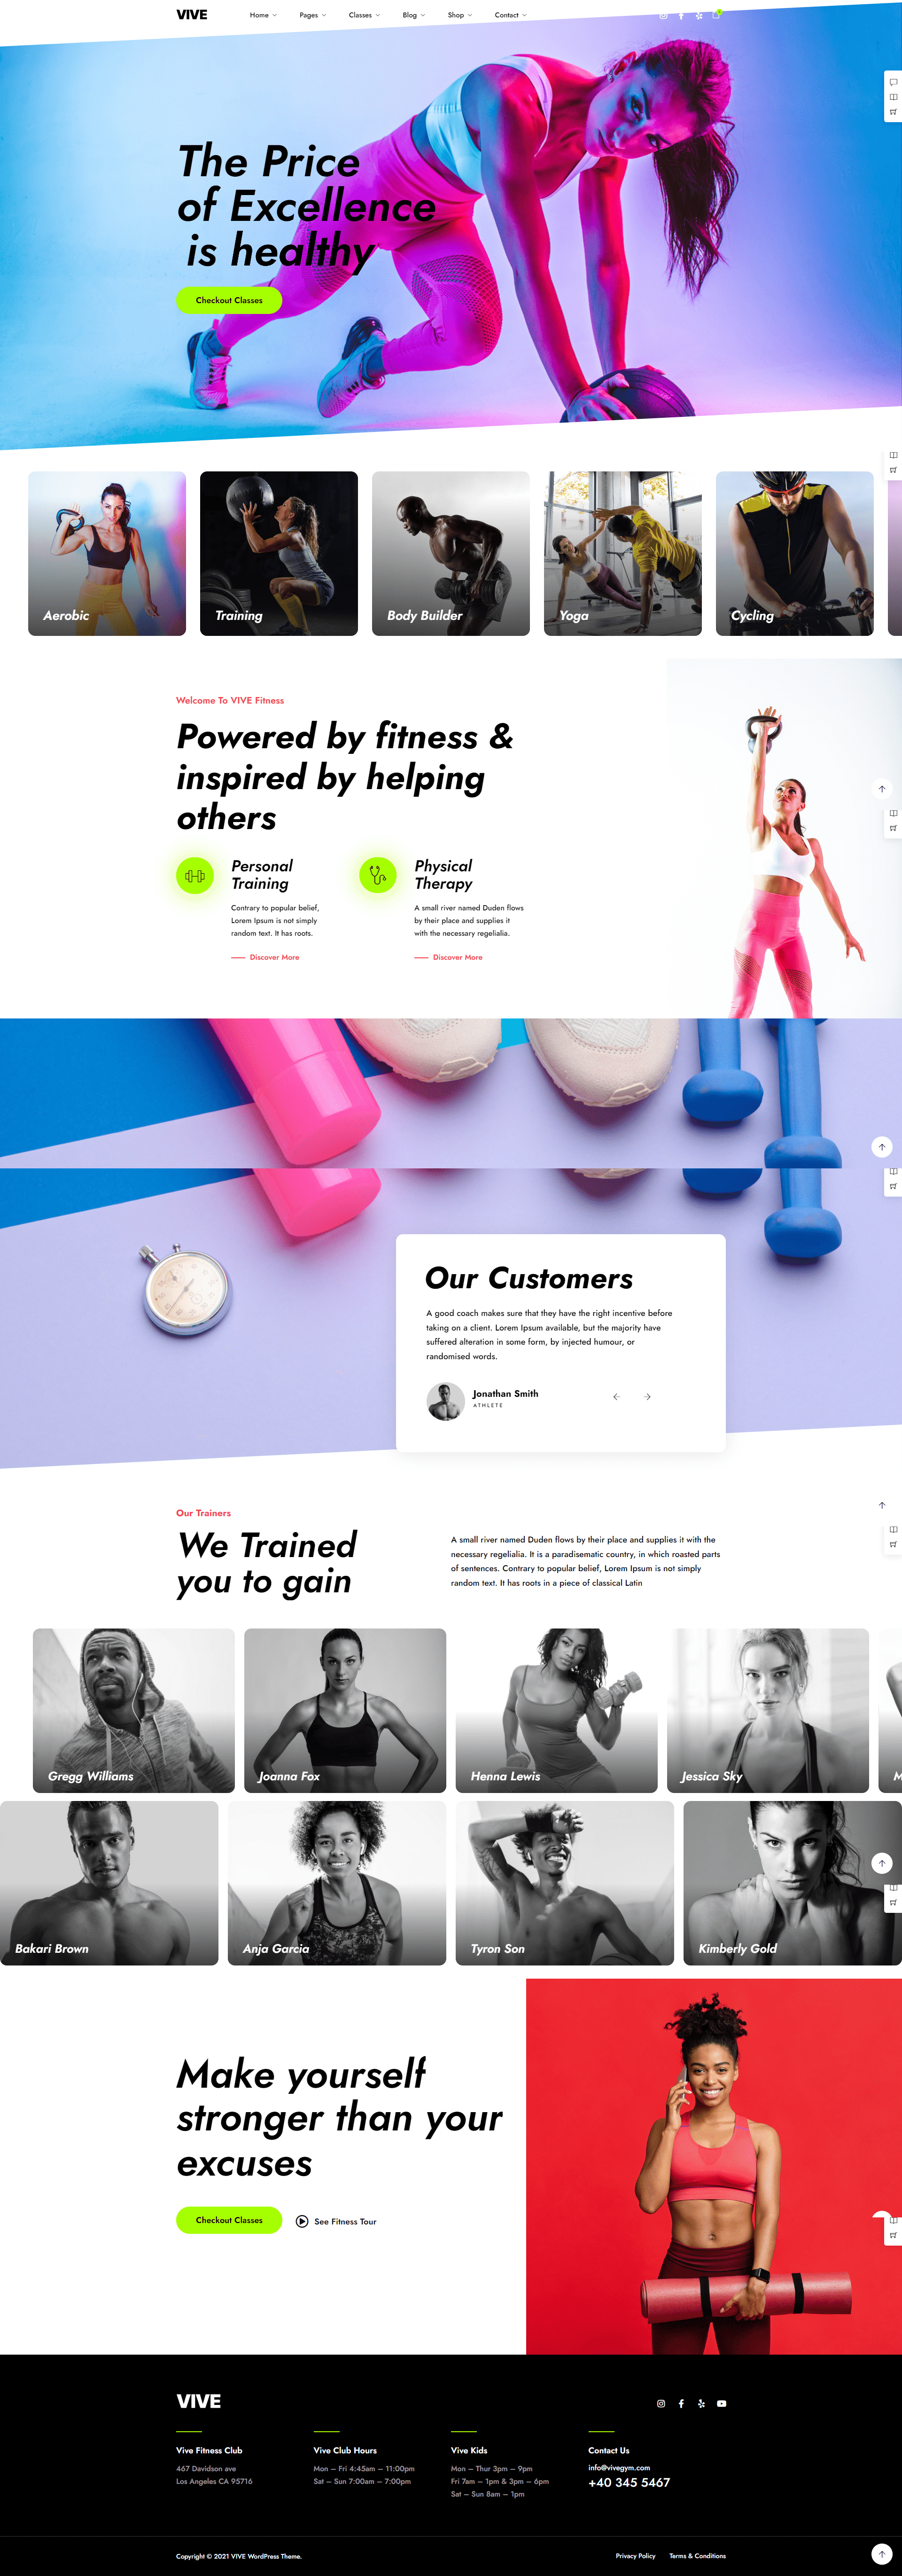 VIVE
Home Pages Classes Blog Shop Contact
The Price
of Excellence
is healthy
Checkout Classes
Aerobic
Training
Body Builder
Yoga
Cycling
Welcome To VIVE Fitness
Powered by fitness &
inspired by helping
others
Personal
Training
Contrary to popular belief,
Lorem Ipsum is not simply
random text. It has roots.
Discover More
Physical
Therapy
A small river named Duden flows
by their place and supplies it
with the necessary regelialia.
Discover More
Our Customers
A good coach makes sure that they have the right incentive before
taking on a client. Lorem Ipsum available, but the majority have
suffered alteration in some form, by injected humour, or
randomised words.
Jonathan Smith
ATHLETE
Our Trainers
We Trained
you to gain
A small river named Duden flows by their place and supplies it with the
necessary regelialia. It is a paradisematic country, in which roasted parts
of sentences. Contrary to popular belief, Lorem Ipsum is not simply
random text. It has roots in a piece of classical Latin
Gregg Williams
Joanna Fox
Henna Lewis
Jessica Sky
M
Bakari Brown
Anja Garcia
Tyron Son
Kimberly Gold
Make yourself
stronger than your
excuses
Checkout Classes
See Fitness Tour
VIVE
Vive Fitness Club
467 Davidson ave
Los Angeles CA 95716
Vive Club Hours
Mon – Fri 4:45am – 11:00pm
Sat – Sun 7:00am – 7:00pm
Vive Kids
Mon – Thur 3pm – 9pm
Fri 7am – 1pm & 3pm – 6pm
Sat – Sun 8am – 1pm
Contact Us
info@vivegym.com
+40 345 5467
Copyright © 2021 VIVE WordPress Theme.
Privacy Policy Terms & Conditions